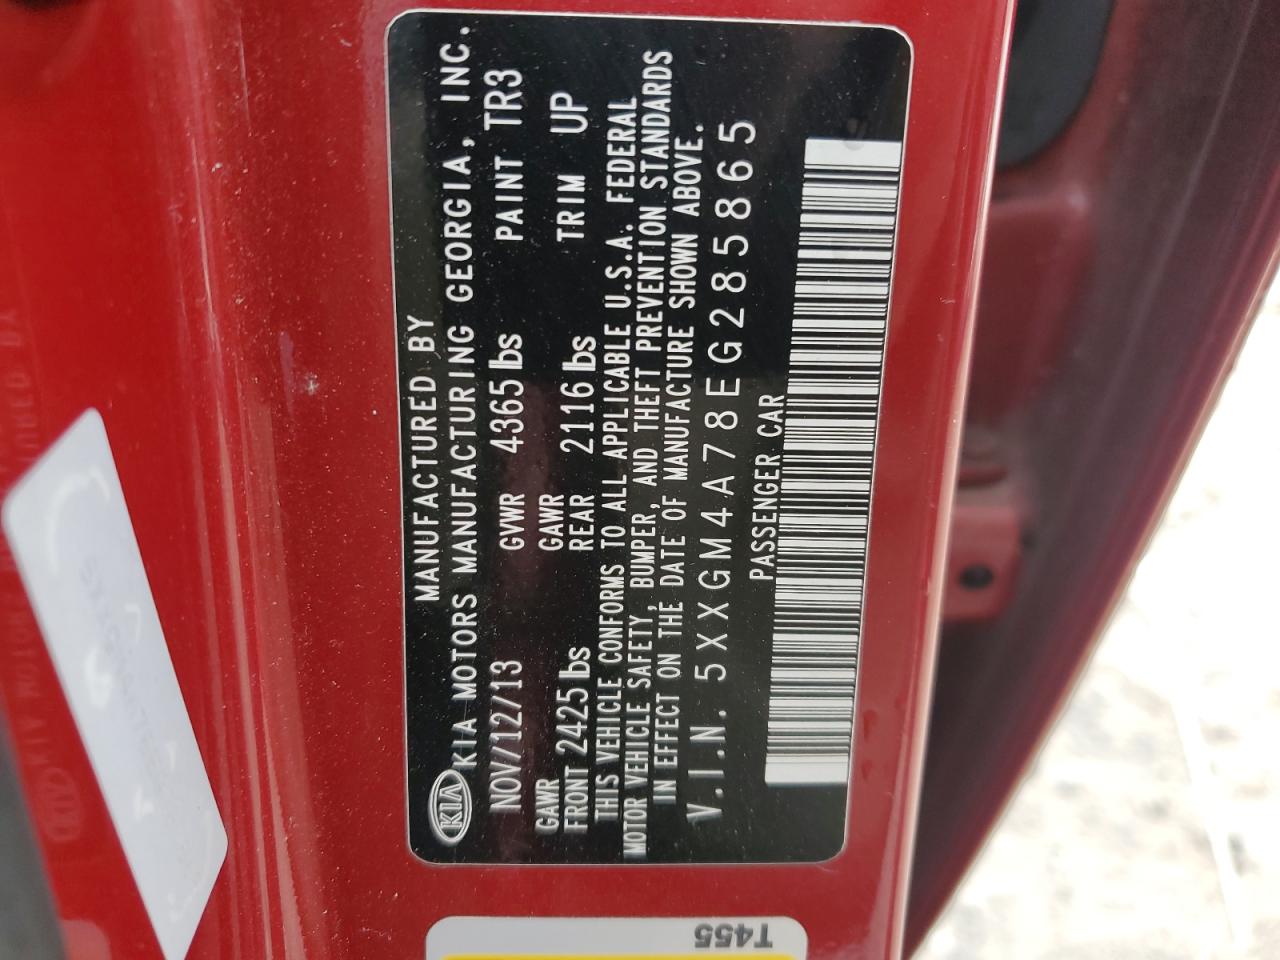 MANUFACTURED BY
KIA KIA MOTORS MANUFACTURING GEORGIA, INC.
NOV/12/13 GVWR 4365 lbs PAINT TR3
GAWR FRONT 2425 lbs GAWR REAR 2116 lbs TRIM UP
THIS VEHICLE CONFORMS TO ALL APPLICABLE U.S.A. FEDERAL
MOTOR VEHICLE SAFETY, BUMPER, AND THEFT PREVENTION STANDARDS
IN EFFECT ON THE DATE OF MANUFACTURE SHOWN ABOVE.
V.I.N. 5XXGM4A78EG285865
PASSENGER CAR
T455